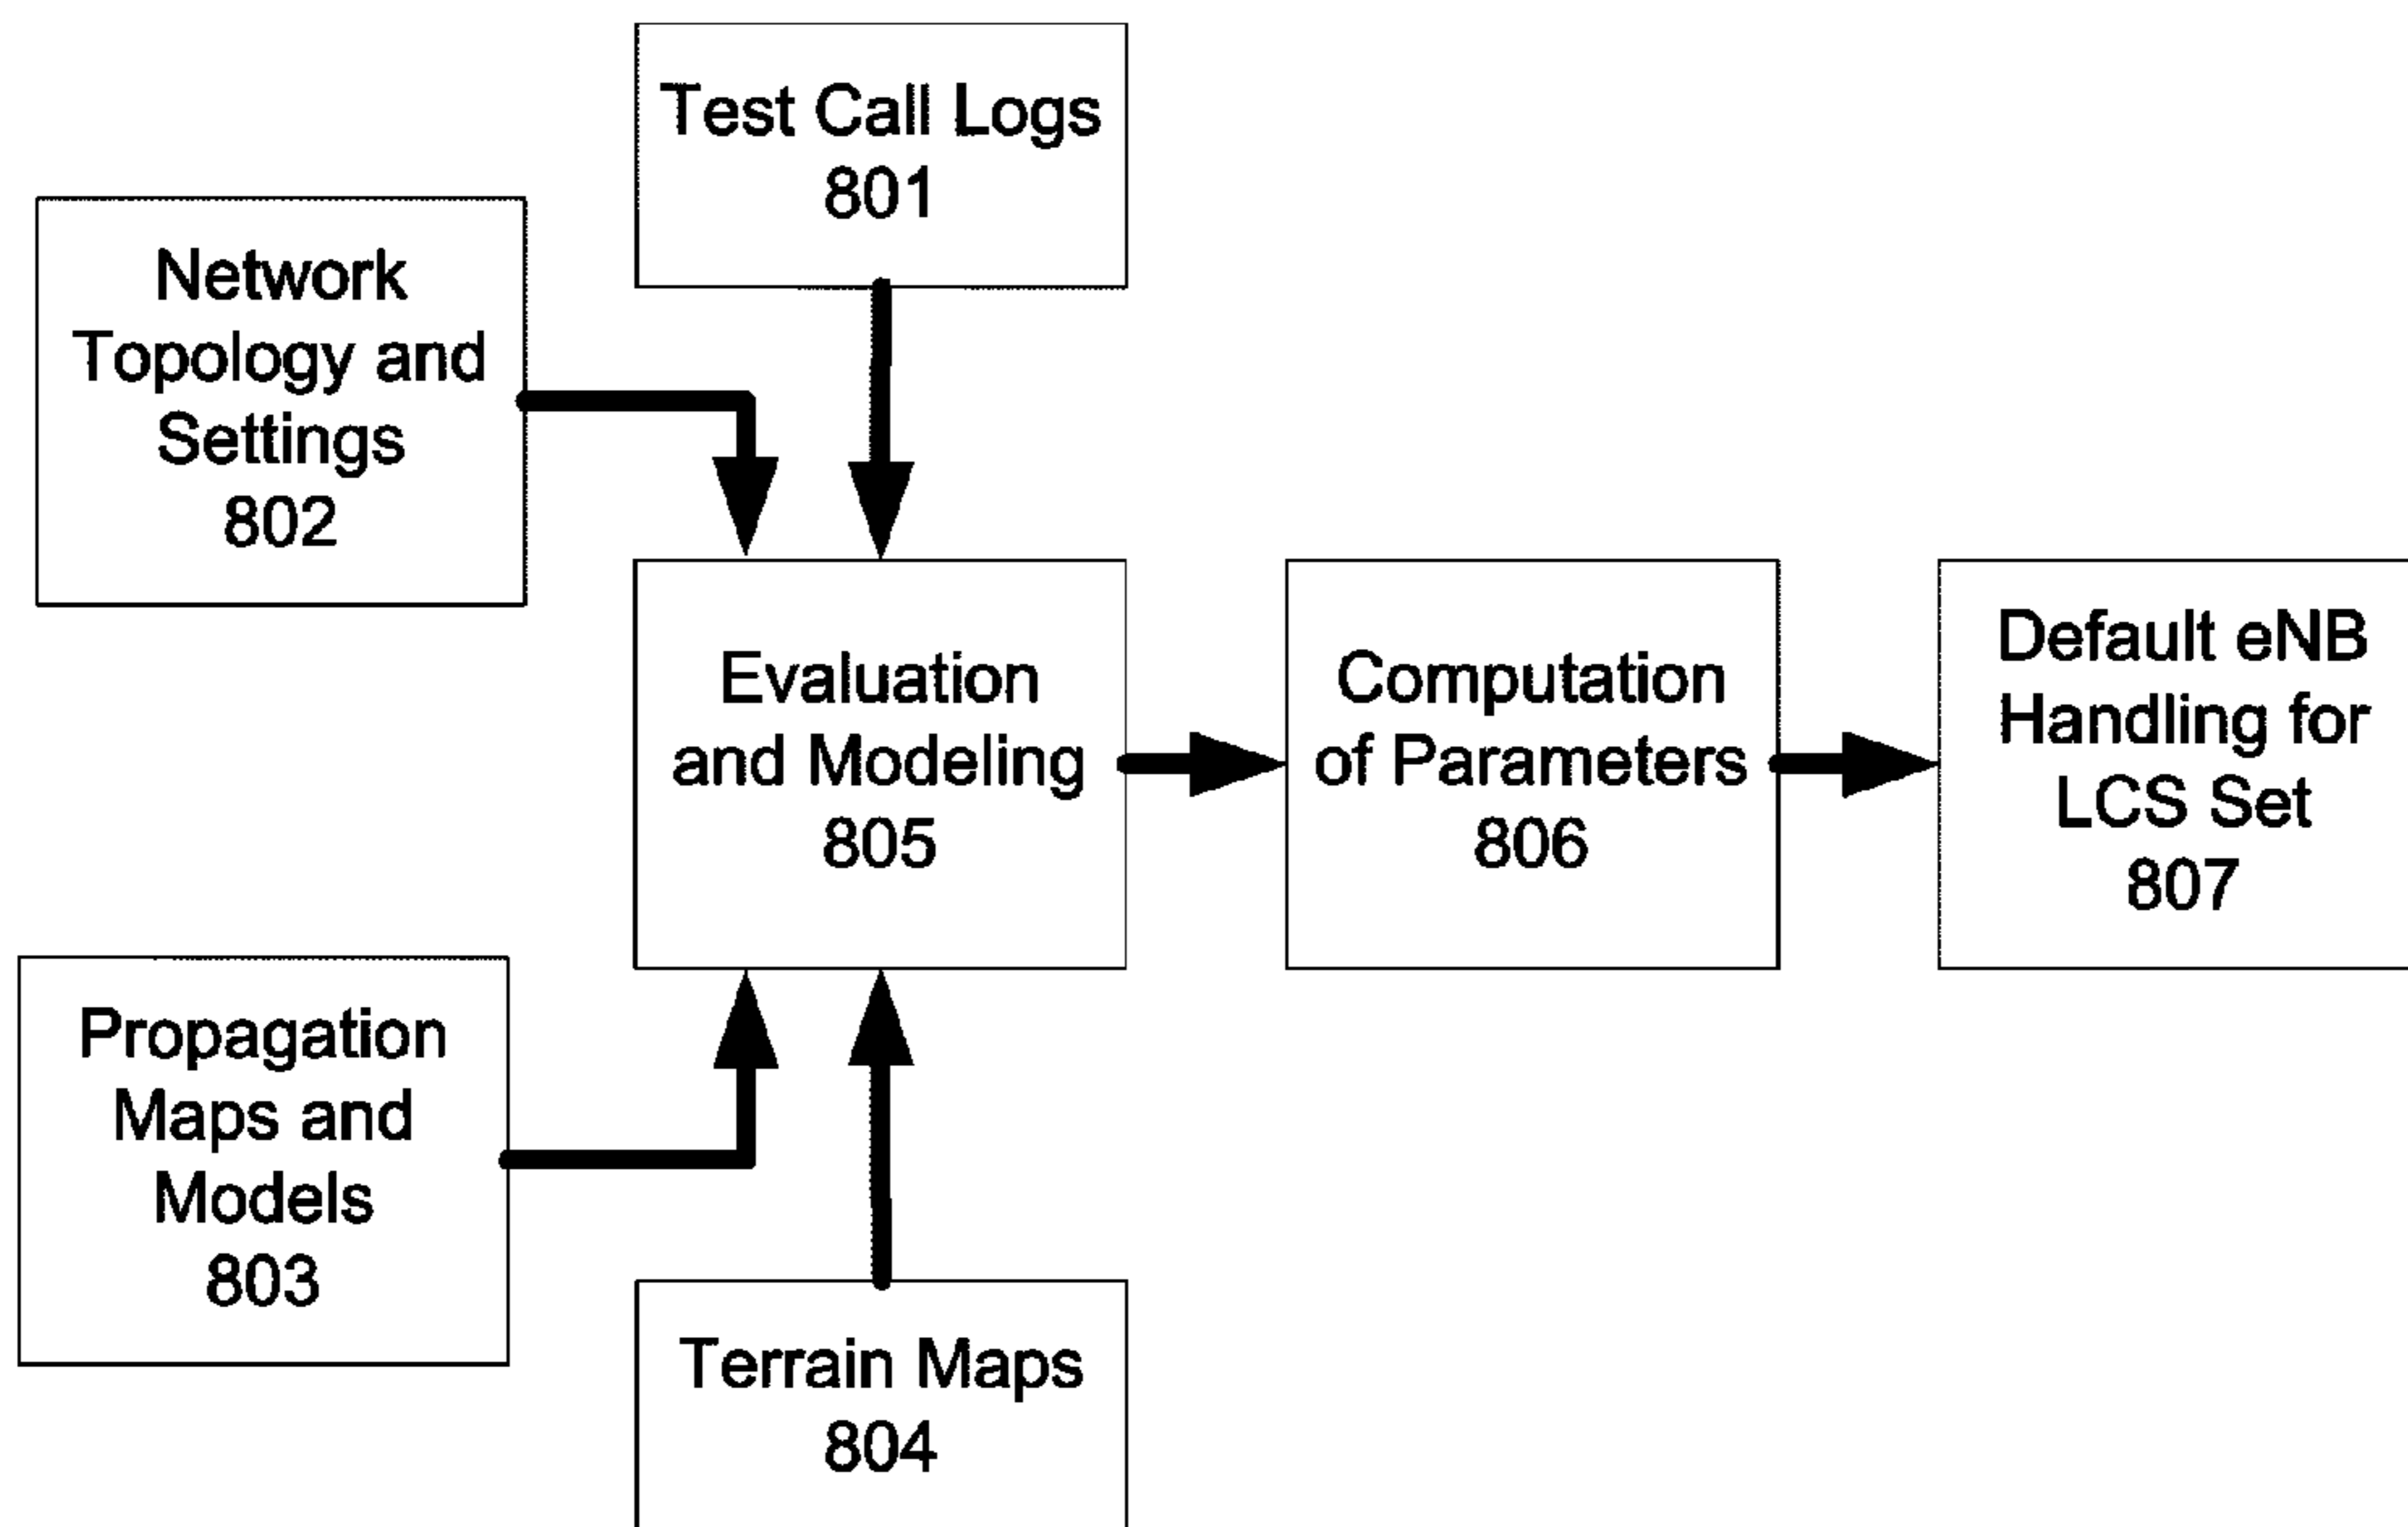 Test Call Logs
801
Network
Topology and
Settings
802
Evaluation
and Modeling
805
Computation
of Parameters
806
Default eNB
Handling for
LCS Set
807
Propagation
Maps and
Models
803
Terrain Maps
804